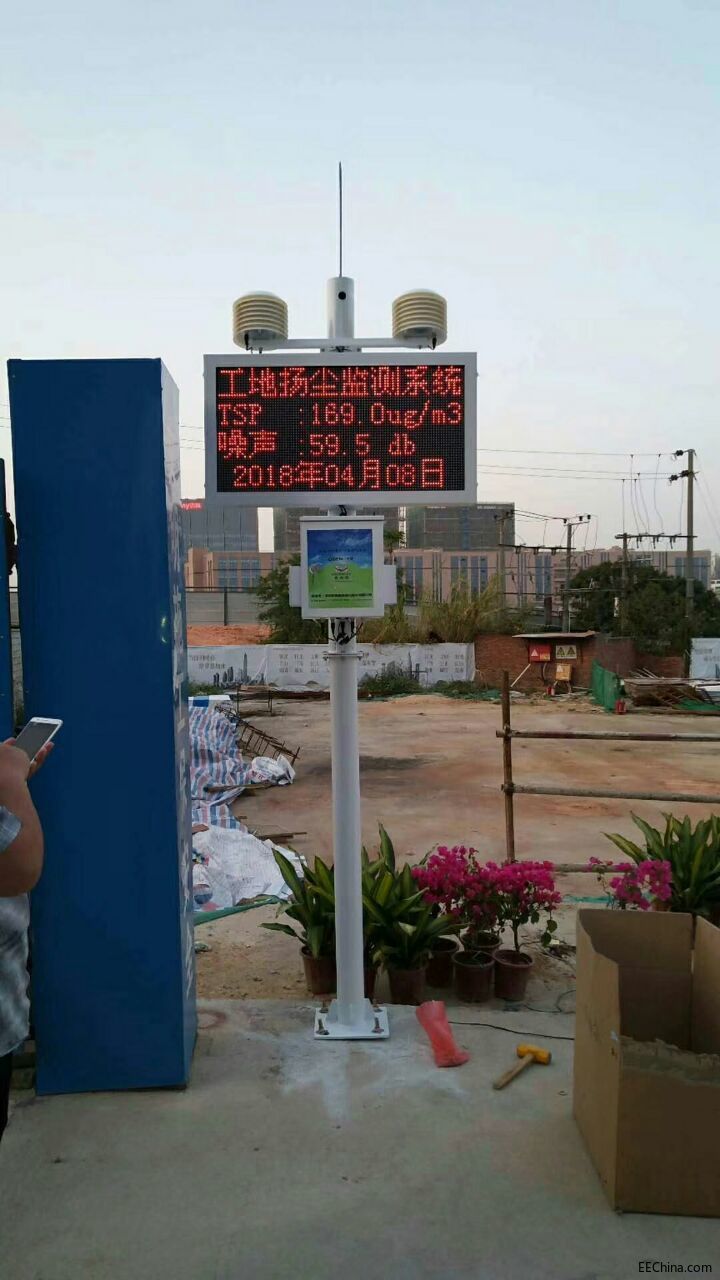 工地扬尘监测系统
TSP :169.0ug/m3
噪声 :59.5 db
2018年04月08日
EEChina.com